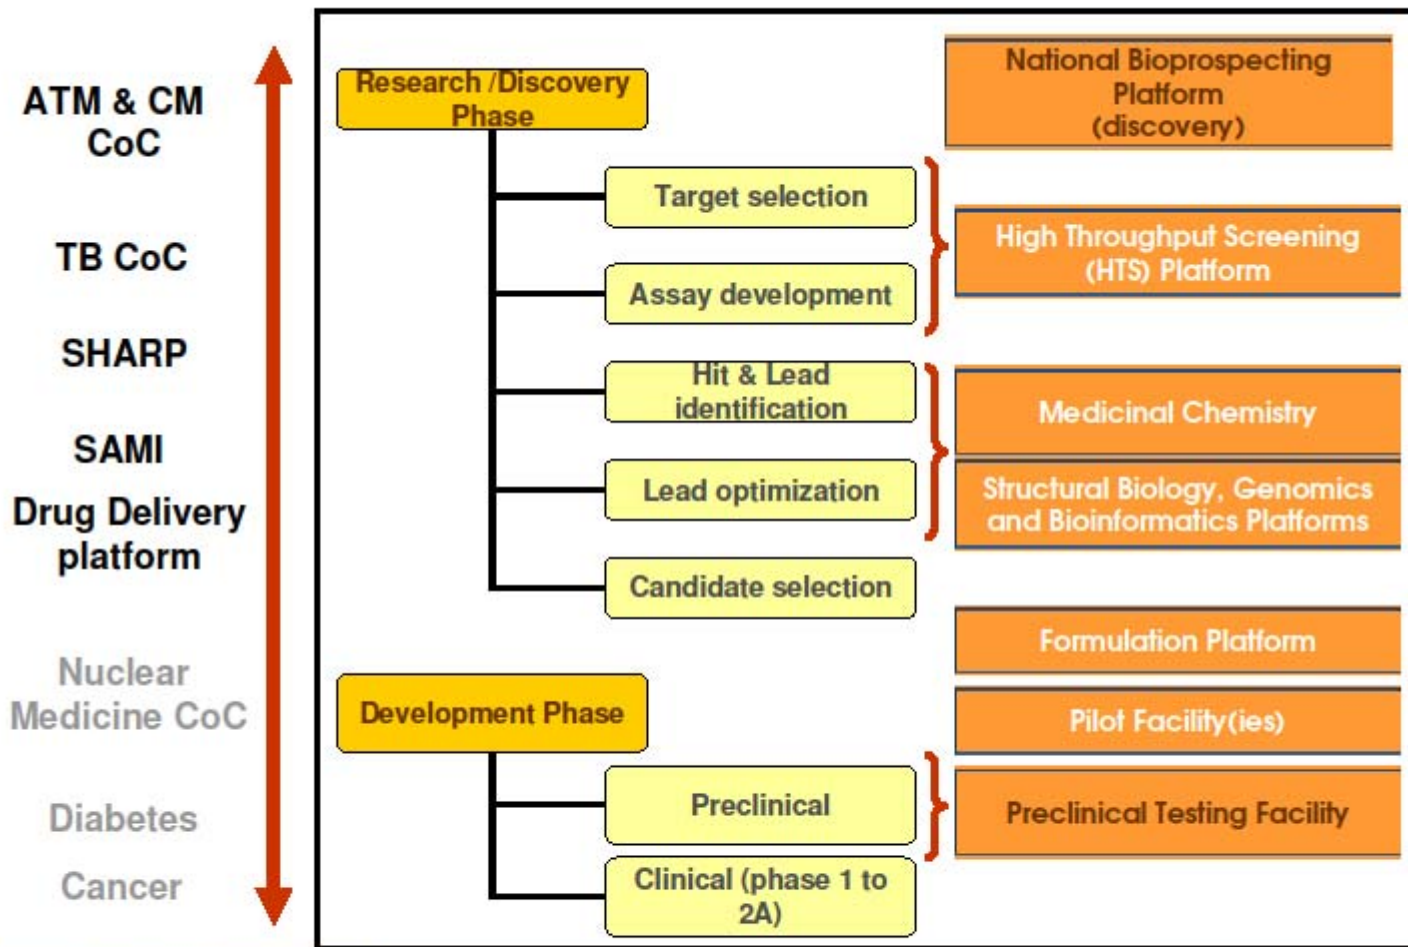 ATM & CM
CoC
TB CoC
SHARP
SAMI
Drug Delivery
platform
Nuclear
Medicine CoC
Diabetes
Cancer
Research /Discovery
Phase
Target selection
Assay development
Hit & Lead
identification
Lead optimization
Candidate selection
Development Phase
Preclinical
Clinical (phase 1 to
2A)
National Bioprospecting
Platform
(discovery)
High Throughput Screening
(HTS) Platform
Medicinal Chemistry
Structural Biology, Genomics
and Bioinformatics Platforms
Formulation Platform
Pilot Facility(ies)
Preclinical Testing Facility